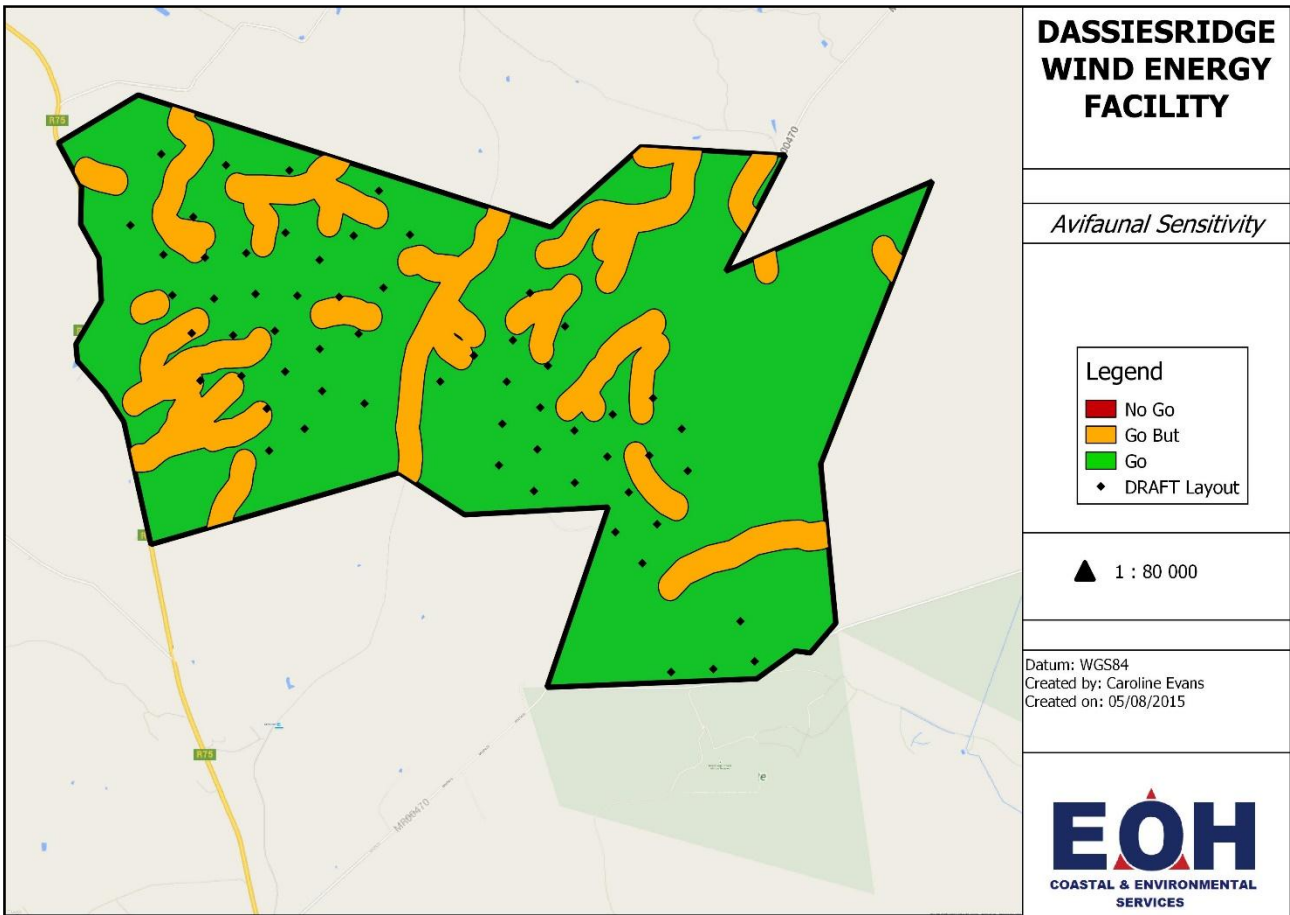 R75
R75
MR00470
DASSIESRIDGE
WIND ENERGY
FACILITY
Avifaunal Sensitivity
Legend
No Go
Go But
Go
DRAFT Layout
1 : 80 000
Datum: WGS84
Created by: Caroline Evans
Created on: 05/08/2015
EOH
COASTAL & ENVIRONMENTAL
SERVICES